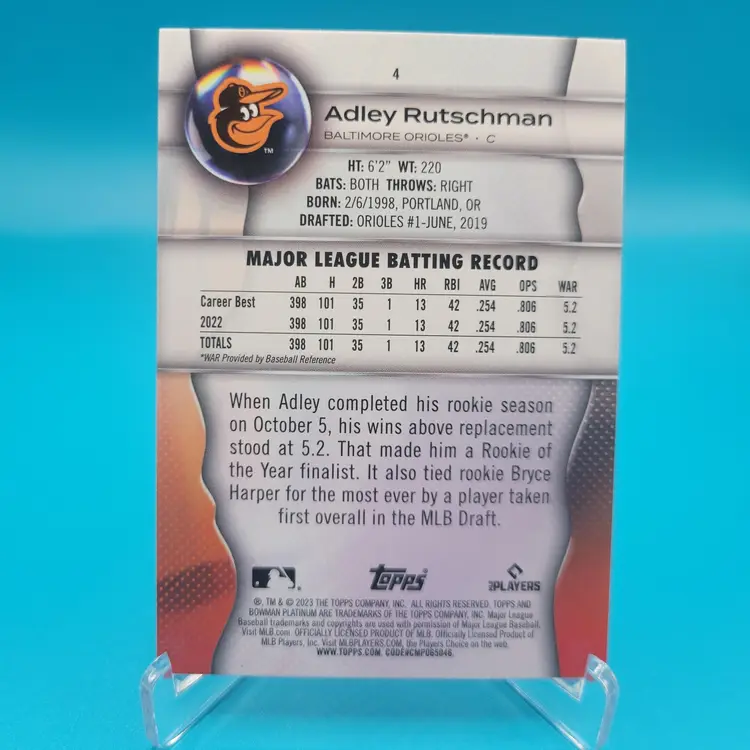 4
Adley Rutschman
BALTIMORE ORIOLES® · C
TM
HT: 6'2" WT: 220
BATS: BOTH THROWS: RIGHT
BORN: 2/6/1998, PORTLAND, OR
DRAFTED: ORIOLES #1-JUNE, 2019
MAJOR LEAGUE BATTING RECORD
AB H 2B 3B HR RBI AVG OPS WAR
Career Best 398 101 35 1 13 42 .254 .806 5.2
2022 398 101 35 1 13 42 .254 .806 5.2
TOTALS 398 101 35 1 13 42 .254 .806 5.2
*WAR Provided by Baseball Reference
When Adley completed his rookie season
on October 5, his wins above replacement
stood at 5.2. That made him a Rookie of
the Year finalist. It also tied rookie Bryce
Harper for the most ever by a player taken
first overall in the MLB Draft.
Topps
PLAYERS
®, TM & © 2023 THE TOPPS COMPANY, INC. ALL RIGHTS RESERVED. TOPPS AND
BOWMAN PLATINUM ARE TRADEMARKS OF THE TOPPS COMPANY, INC. Major League
Baseball trademarks and copyrights are used with permission of Major League Baseball.
Visit MLB.com. OFFICIALLY LICENSED PRODUCT OF MLB. Officially Licensed Product of
MLB Players, Inc. Visit MLBPLAYERS.COM, the Players Choice on the web.
WWW.TOPPS.COM. CODE#CMP065046